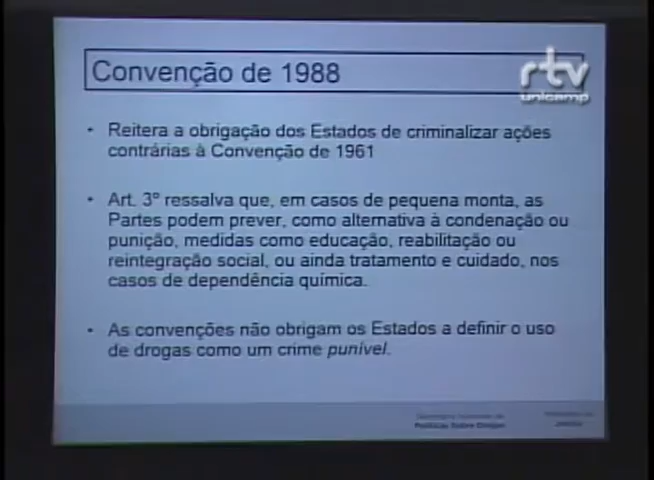 rtv
unicamp
Convenção de 1988
• Reitera a obrigação dos Estados de criminalizar ações
contrárias à Convenção de 1961
• Art. 3º ressalva que, em casos de pequena monta, as
Partes podem prever, como alternativa à condenação ou
punição, medidas como educação, reabilitação ou
reintegração social, ou ainda tratamento e cuidado, nos
casos de dependência química.
• As convenções não obrigam os Estados a definir o uso
de drogas como um crime punível.
Políticas Sobre Drogas